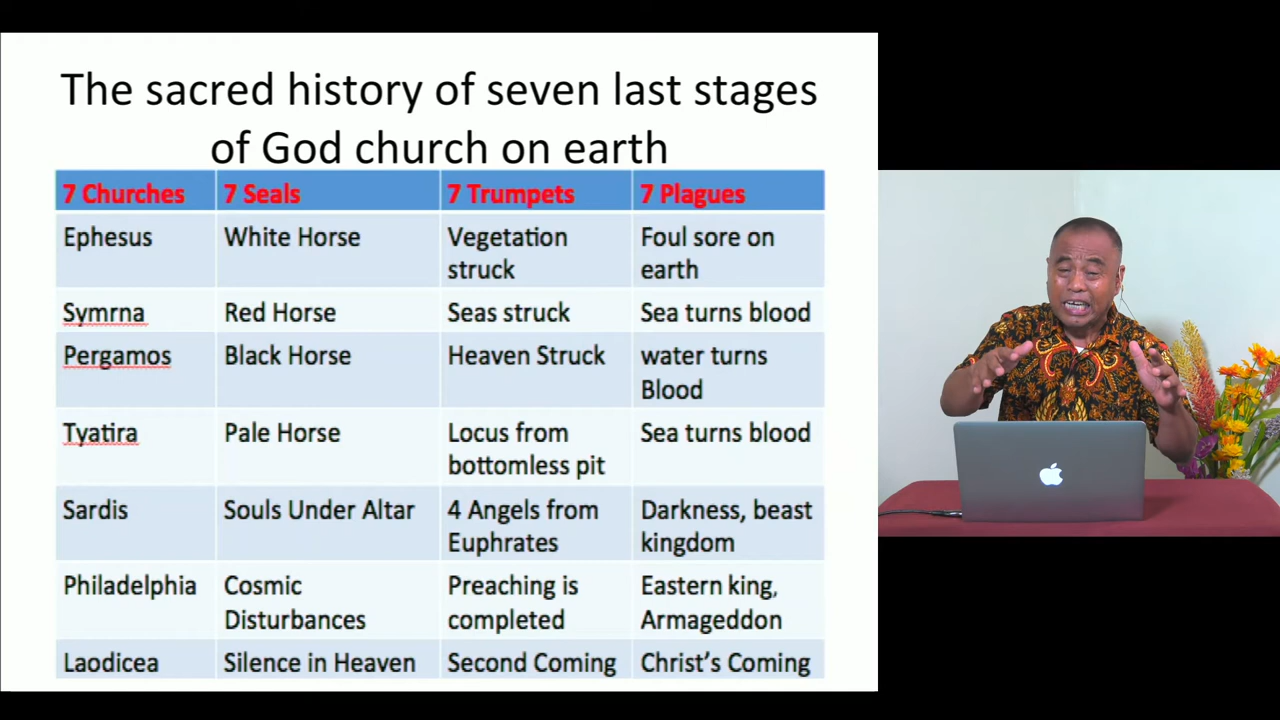 The sacred history of seven last stages
of God church on earth
7 Churches 7 Seals 7 Trumpets 7 Plagues
Ephesus White Horse Vegetation struck Foul sore on earth
Symrna Red Horse Seas struck Sea turns blood
Pergamos Black Horse Heaven Struck water turns Blood
Tyatira Pale Horse Locus from bottomless pit Sea turns blood
Sardis Souls Under Altar 4 Angels from Euphrates Darkness, beast kingdom
Philadelphia Cosmic Disturbances Preaching is completed Eastern king, Armageddon
Laodicea Silence in Heaven Second Coming Christ's Coming